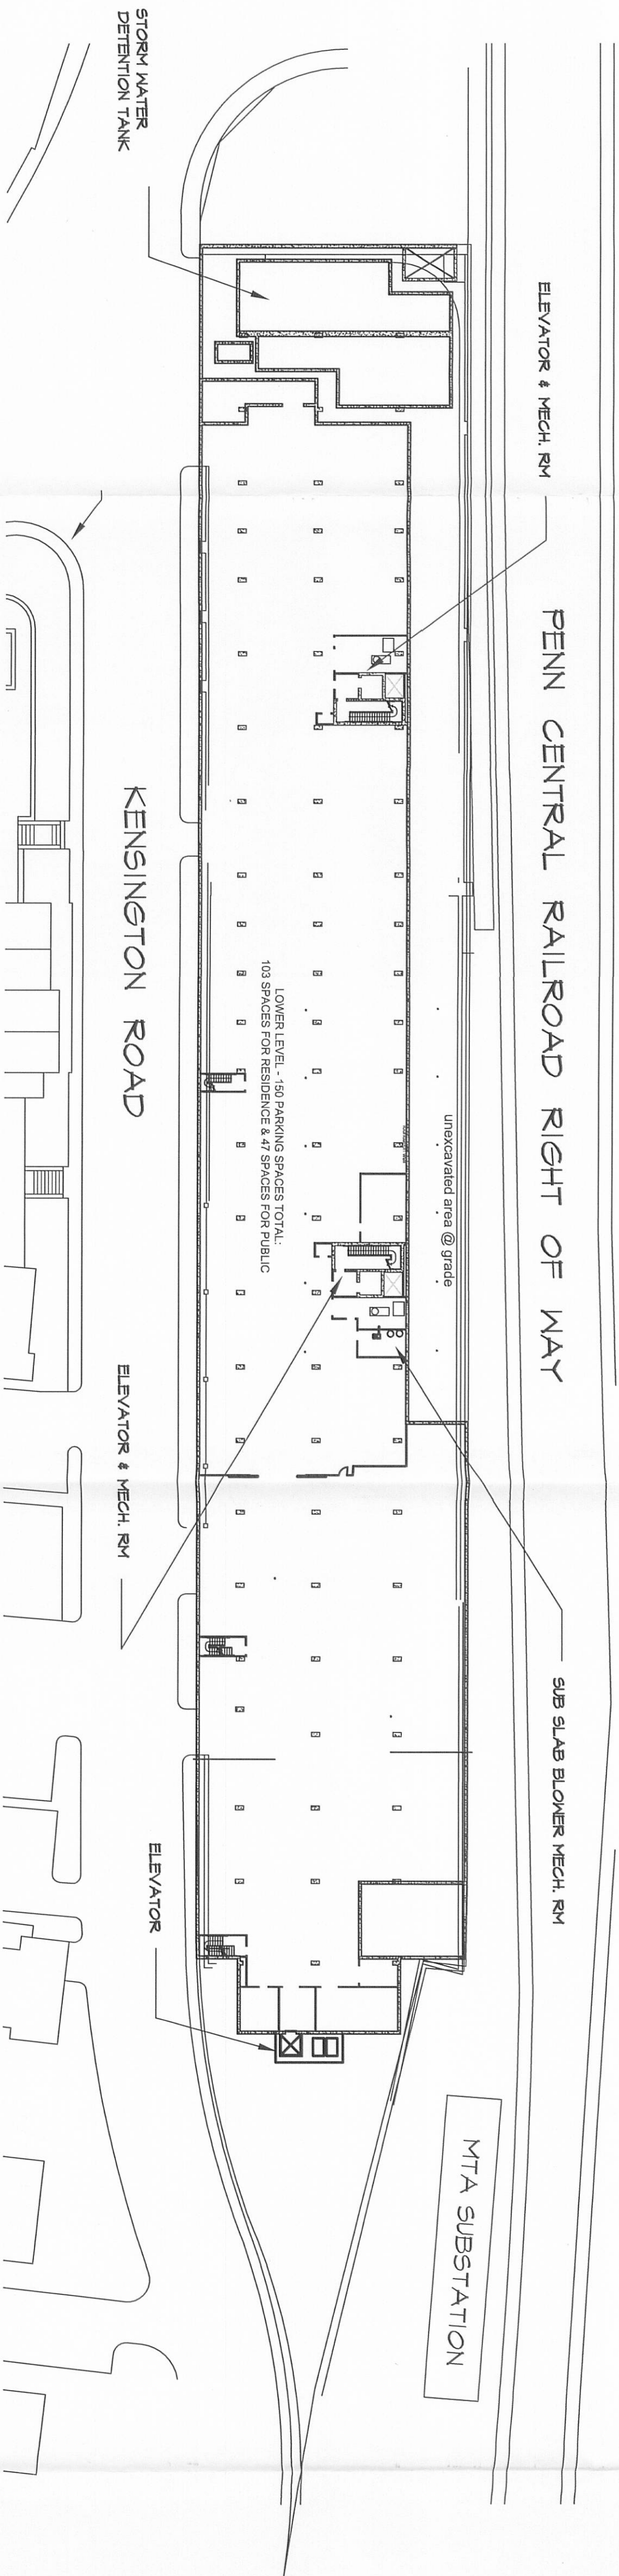 STORM WATER
DETENTION TANK
ELEVATOR & MECH. RM
PENN CENTRAL RAILROAD RIGHT OF WAY
KENSINGTON ROAD
LOWER LEVEL - 150 PARKING SPACES TOTAL:
103 SPACES FOR RESIDENCE & 47 SPACES FOR PUBLIC
unexcavated area @ grade
ELEVATOR & MECH. RM
SUB SLAB BLOWER MECH. RM
ELEVATOR
MTA SUBSTATION